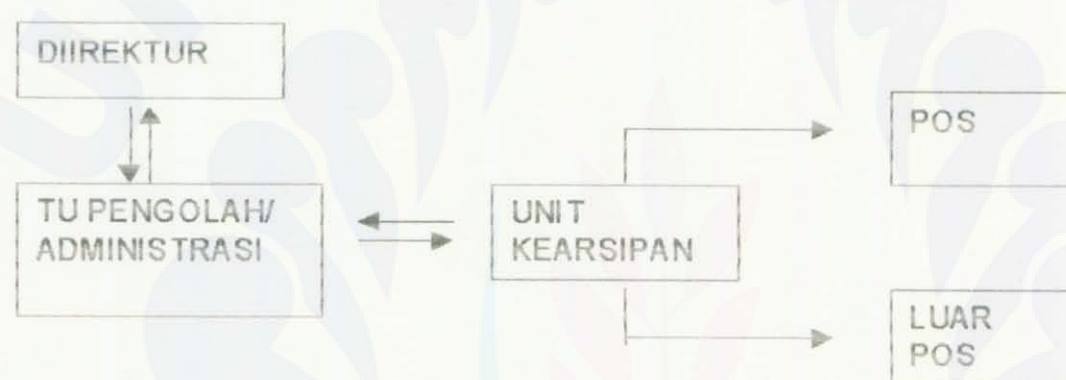 DIIREKTUR
TU PENGOLAH/
ADMINISTRASI
UNIT
KEARSIPAN
POS
LUAR
POS